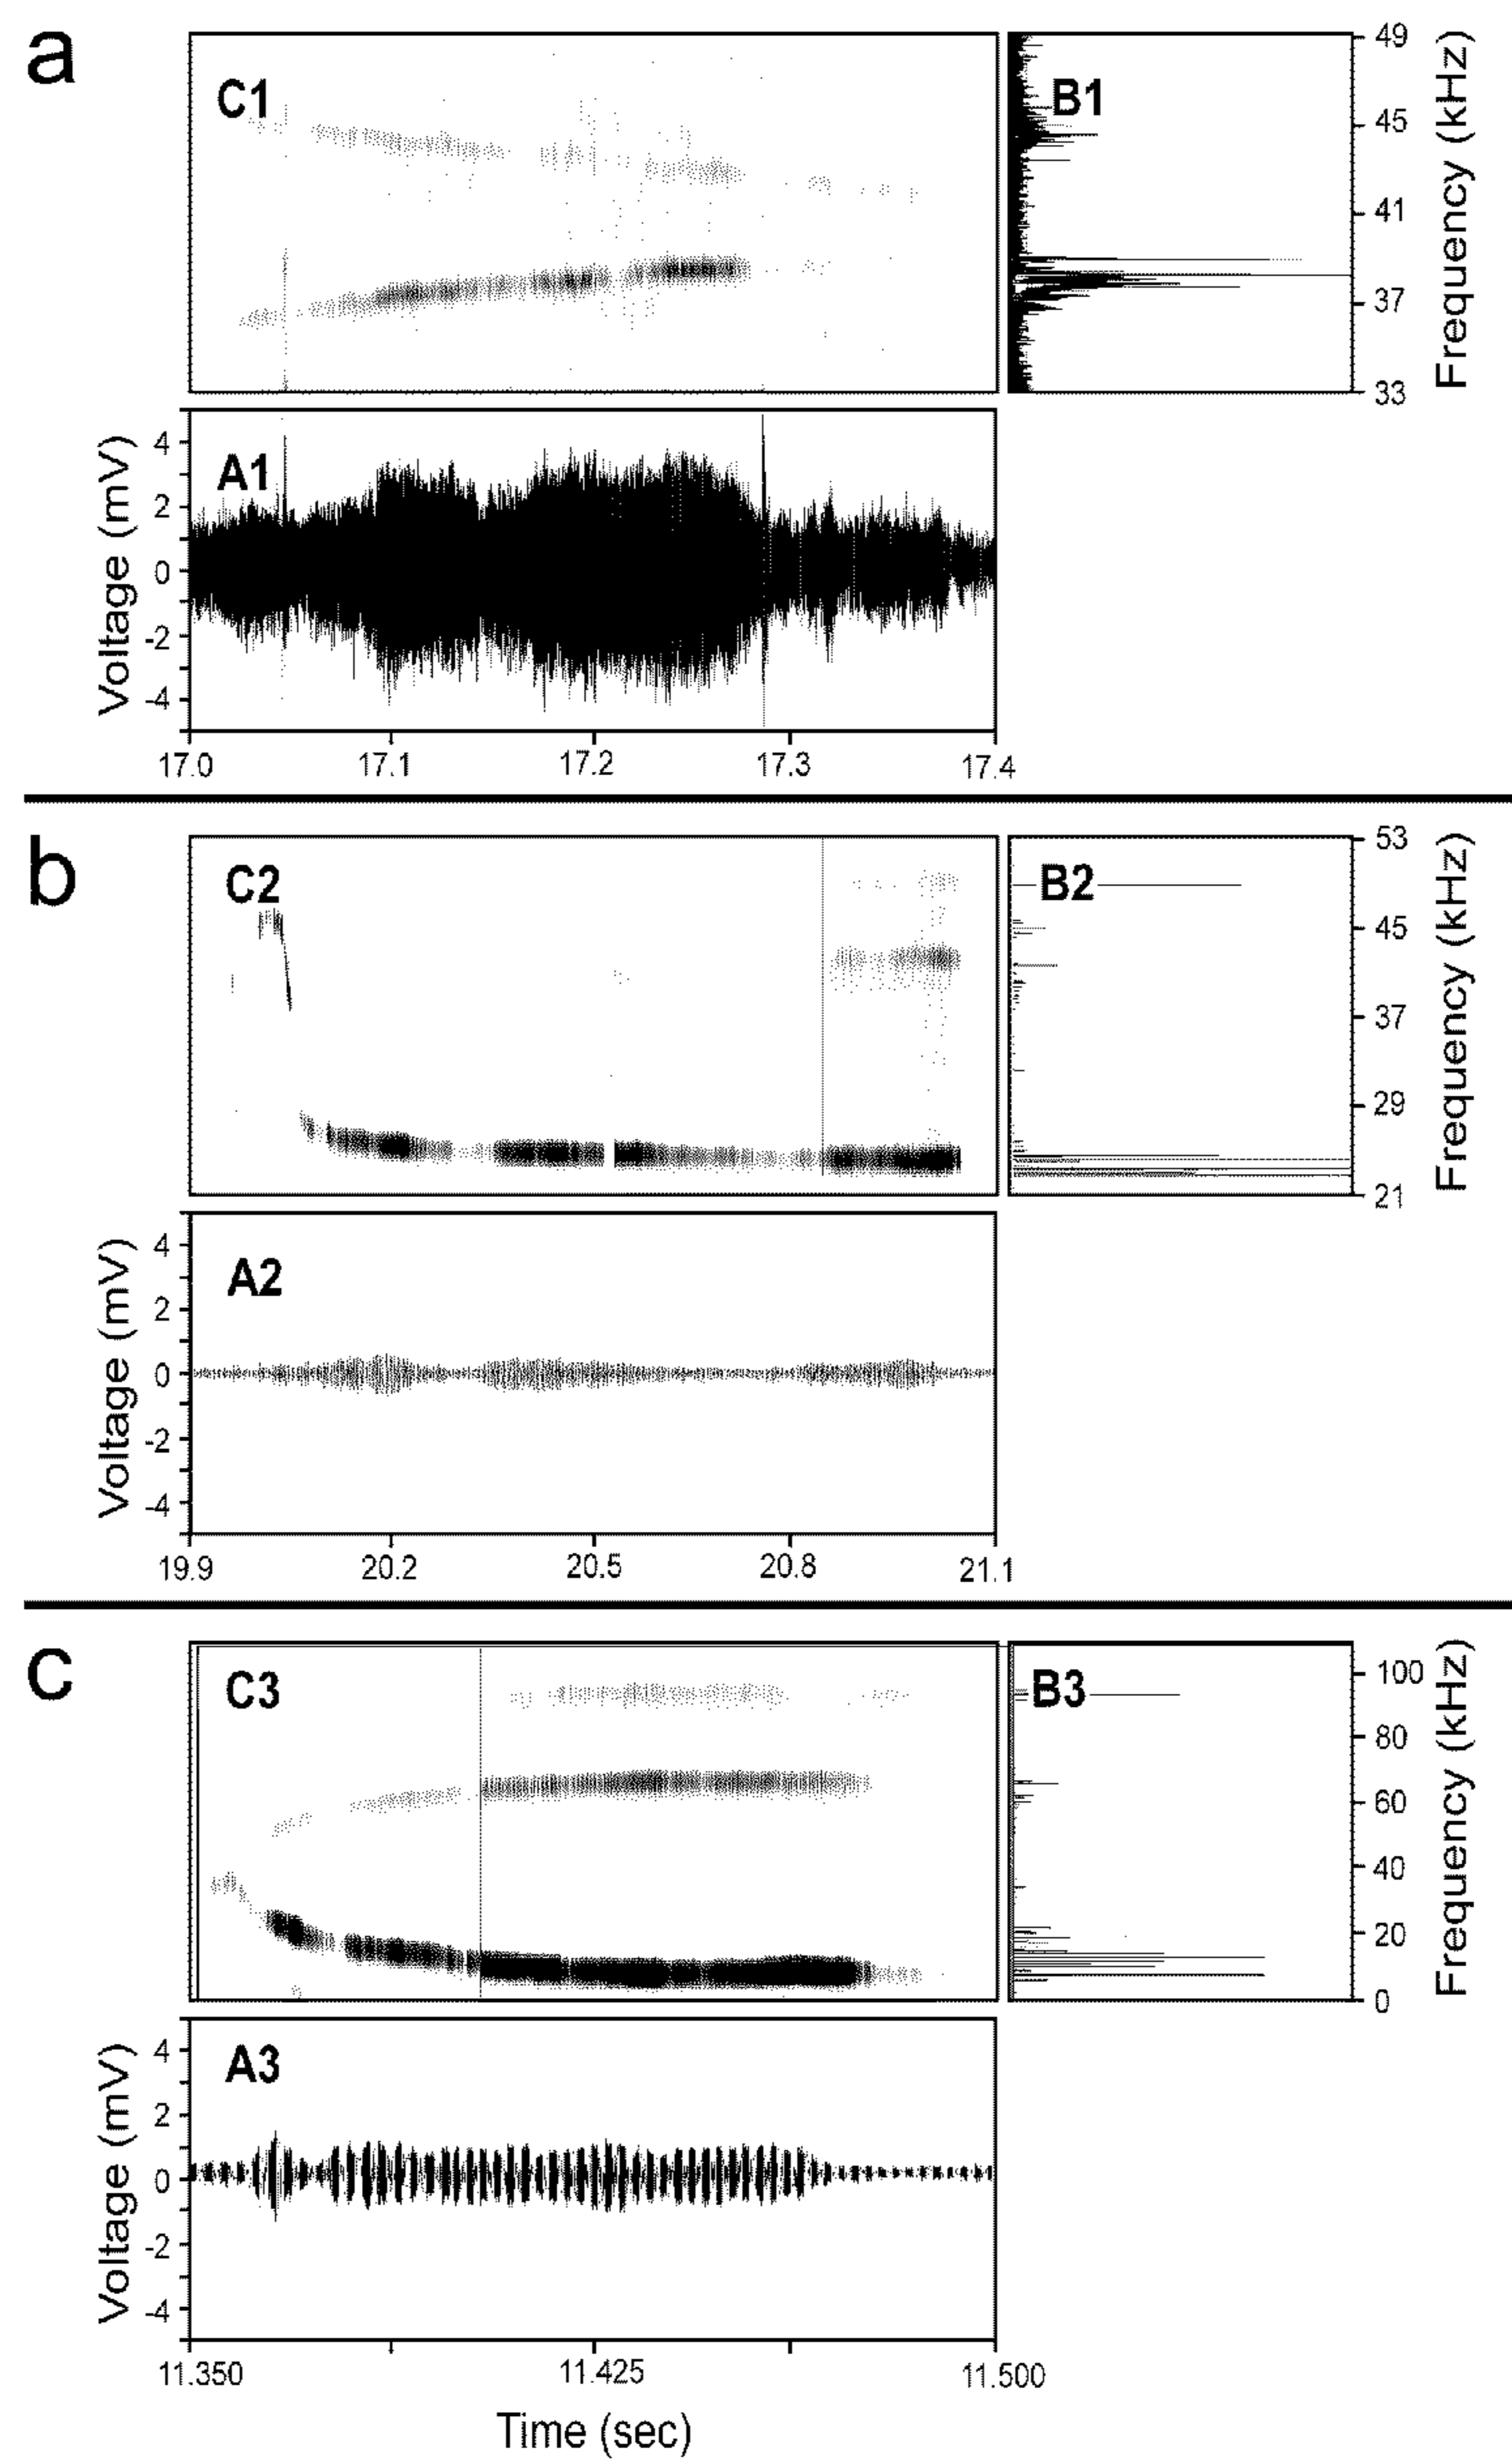 a
C1
B1
49
45
41
37
33
Frequency (kHz)
A1
4
2
0
-2
-4
Voltage (mV)
17.0 17.1 17.2 17.3 17.4
b
C2
B2
53
45
37
29
21
Frequency (kHz)
A2
4
2
0
-2
-4
Voltage (mV)
19.9 20.2 20.5 20.8 21.1
c
C3
B3
100
80
60
40
20
0
Frequency (kHz)
A3
4
2
0
-2
-4
Voltage (mV)
11.350 11.425 11.500
Time (sec)